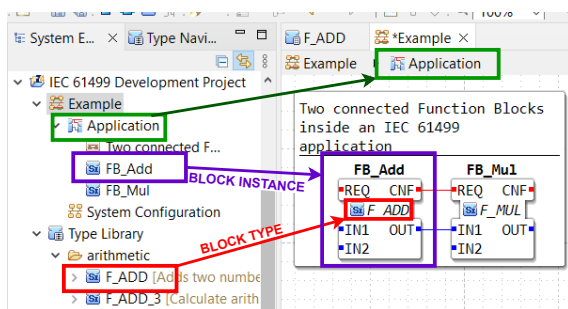 100%
System E... × Type Navi...
F_ADD *Example ×
Example Application
IEC 61499 Development Project
Example
Application
Two connected F...
FB_Add
FB_Mul
System Configuration
Type Library
arithmetic
F_ADD [Adds two numbe
F_ADD_3 [Calculate arith
BLOCK INSTANCE
BLOCK TYPE
Two connected Function Blocks
inside an IEC 61499
application
FB_Add FB_Mul
REQ CNF REQ CNF
F_ADD F_MUL
IN1 OUT IN1 OUT
IN2 IN2